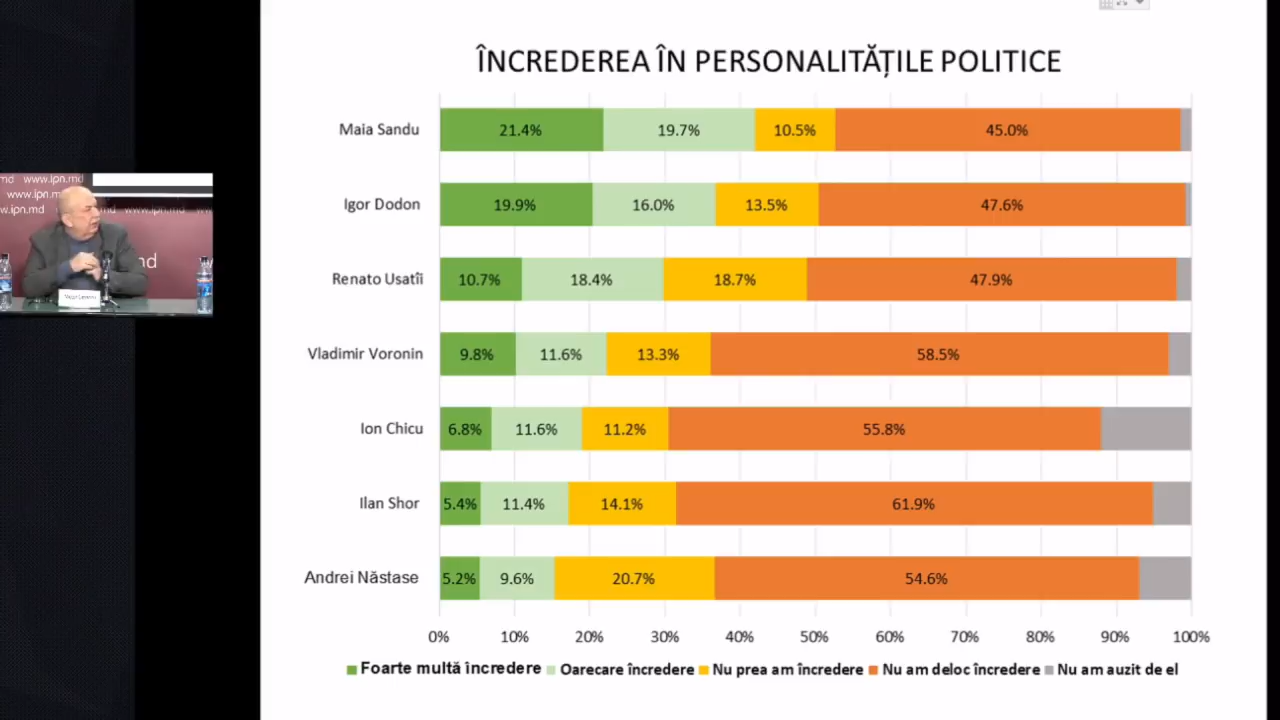 ÎNCREDEREA ÎN PERSONALITĂȚILE POLITICE
Maia Sandu 21.4% 19.7% 10.5% 45.0%
Igor Dodon 19.9% 16.0% 13.5% 47.6%
Renato Usatîi 10.7% 18.4% 18.7% 47.9%
Vladimir Voronin 9.8% 11.6% 13.3% 58.5%
Ion Chicu 6.8% 11.6% 11.2% 55.8%
Ilan Shor 5.4% 11.4% 14.1% 61.9%
Andrei Năstase 5.2% 9.6% 20.7% 54.6%
0% 10% 20% 30% 40% 50% 60% 70% 80% 90% 100%
Foarte multă încredere Oarecare încredere Nu prea am încredere Nu am deloc încredere Nu am auzit de el
md www.ipn.md
www.ipn.m
w.ipn.md www.ipn.md
nd